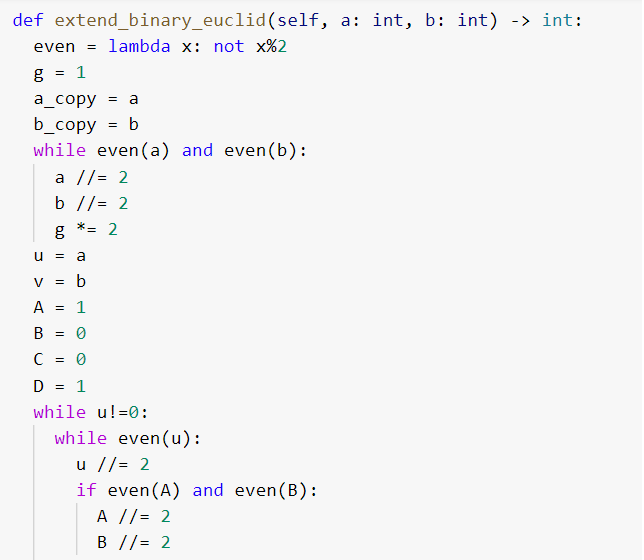 def extend_binary_euclid(self, a: int, b: int) -> int:
even = lambda x: not x%2
g = 1
a_copy = a
b_copy = b
while even(a) and even(b):
a //= 2
b //= 2
g *= 2
u = a
v = b
A = 1
B = 0
C = 0
D = 1
while u!=0:
while even(u):
u //= 2
if even(A) and even(B):
A //= 2
B //= 2